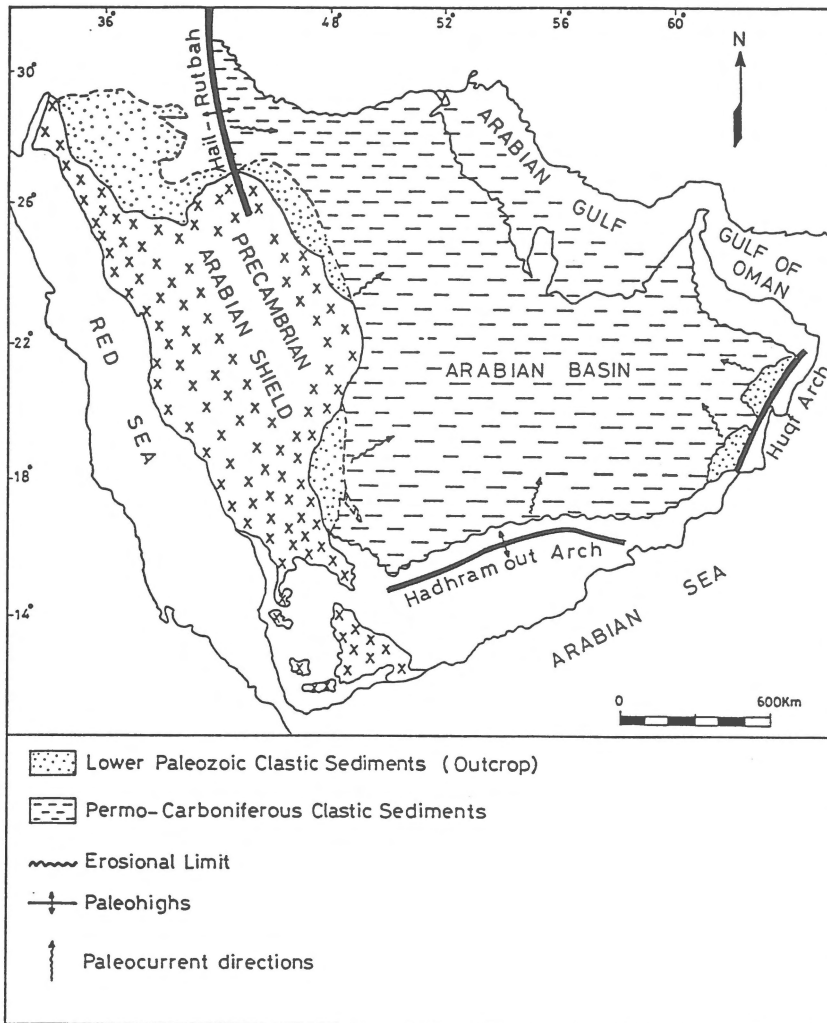 36°
48°
52°
56°
60°
N
30°
26°
22°
18°
14°
Hail-Rutbah
ARABIAN GULF
GULF OF
OMAN
PRECAMBRIAN
ARABIAN SHIELD
RED SEA
ARABIAN BASIN
Huqf Arch
Hadhramout Arch
ARABIAN SEA
0 600Km
Lower Paleozoic Clastic Sediments (Outcrop)
Permo-Carboniferous Clastic Sediments
Erosional Limit
Paleohighs
Paleocurrent directions